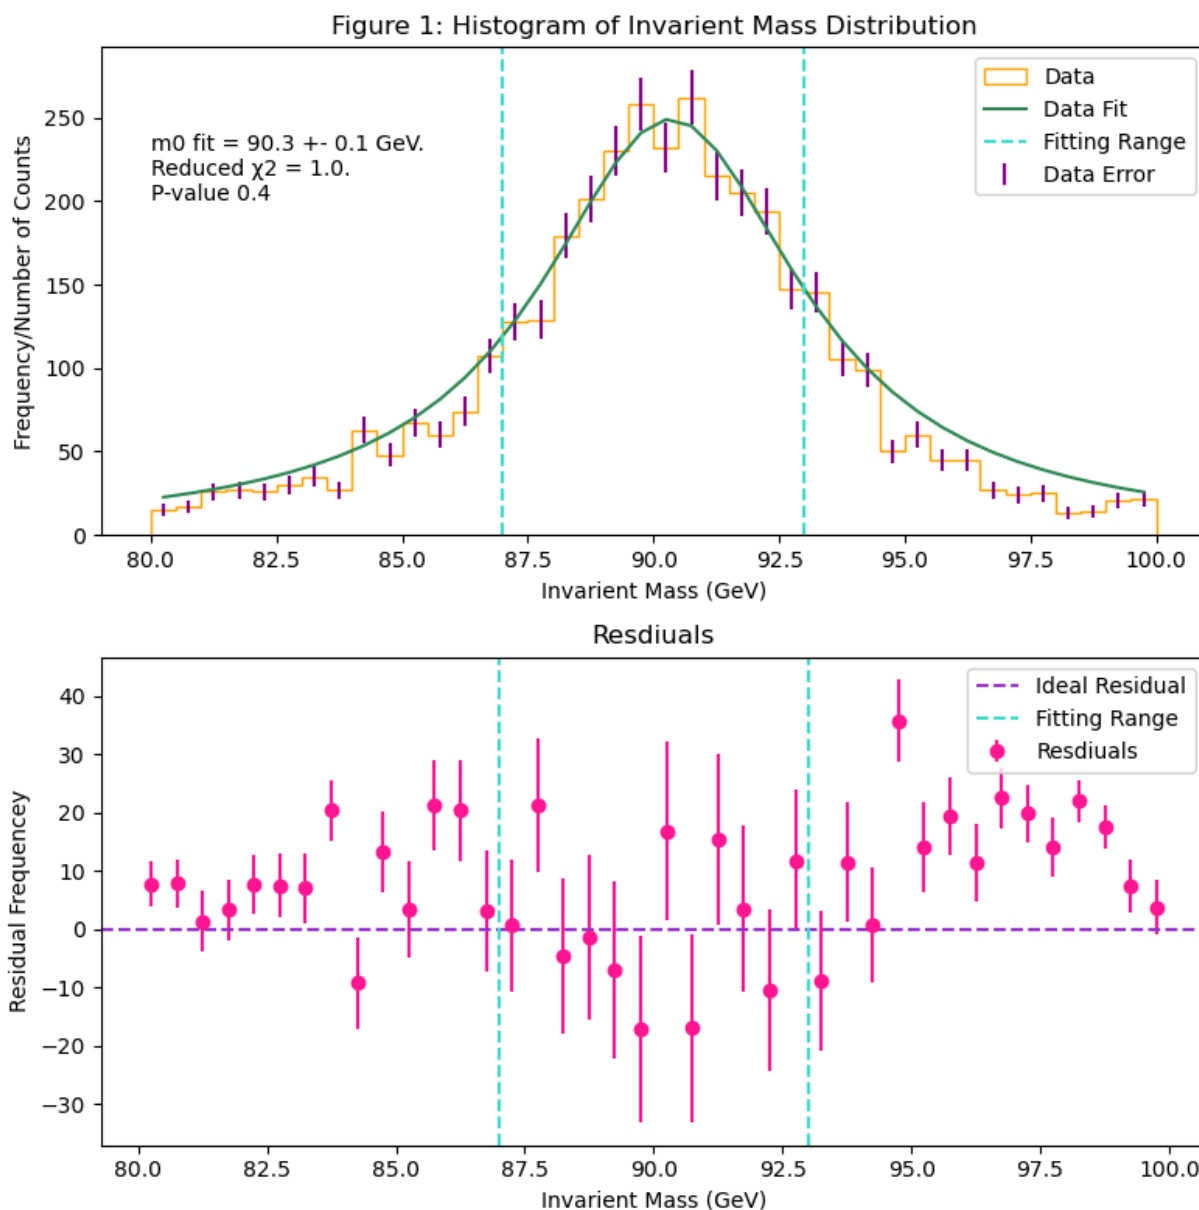 Figure 1: Histogram of Invarient Mass Distribution
m0 fit = 90.3 +- 0.1 GeV.
Reduced χ2 = 1.0.
P-value 0.4
Data
Data Fit
Fitting Range
Data Error
Frequency/Number of Counts
250
200
150
100
50
0
80.0 82.5 85.0 87.5 90.0 92.5 95.0 97.5 100.0
Invarient Mass (GeV)
Resdiuals
Ideal Residual
Fitting Range
Resdiuals
Residual Frequencey
40
30
20
10
0
−10
−20
−30
80.0 82.5 85.0 87.5 90.0 92.5 95.0 97.5 100.0
Invarient Mass (GeV)